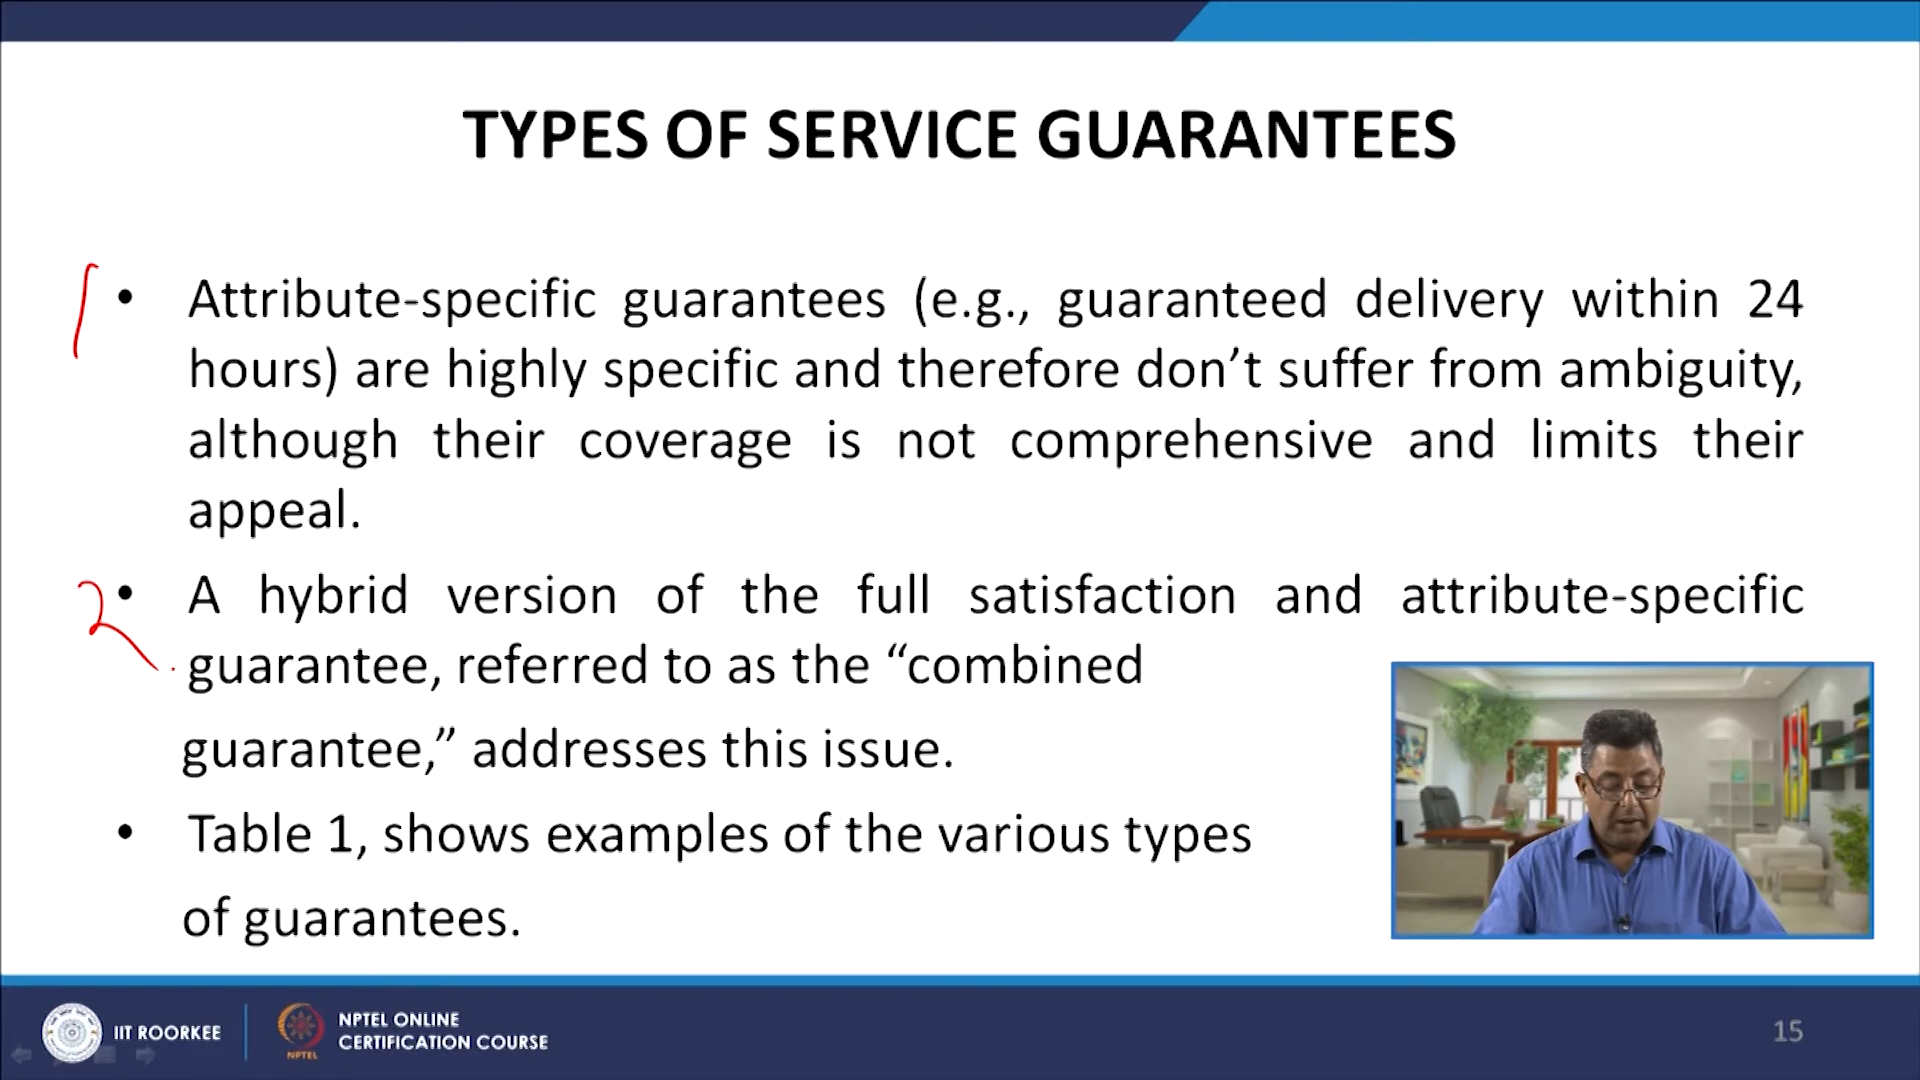 TYPES OF SERVICE GUARANTEES
1
• Attribute-specific guarantees (e.g., guaranteed delivery within 24
hours) are highly specific and therefore don’t suffer from ambiguity,
although their coverage is not comprehensive and limits their
appeal.
2
• A hybrid version of the full satisfaction and attribute-specific
guarantee, referred to as the “combined
guarantee,” addresses this issue.
• Table 1, shows examples of the various types
of guarantees.
IIT ROORKEE
NPTEL
NPTEL ONLINE
CERTIFICATION COURSE
15